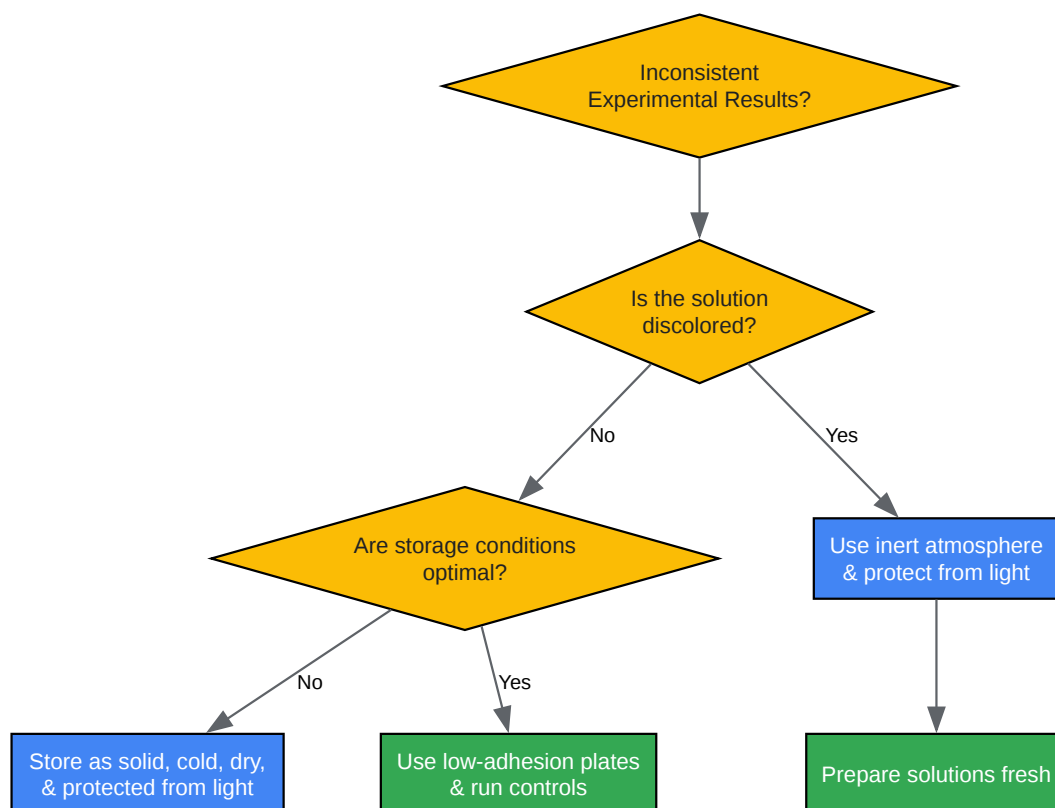 Inconsistent
Experimental Results?
Is the solution
discolored?
No
Yes
Are storage conditions
optimal?
Use inert atmosphere
& protect from light
No
Yes
Store as solid, cold, dry,
& protected from light
Use low-adhesion plates
& run controls
Prepare solutions fresh